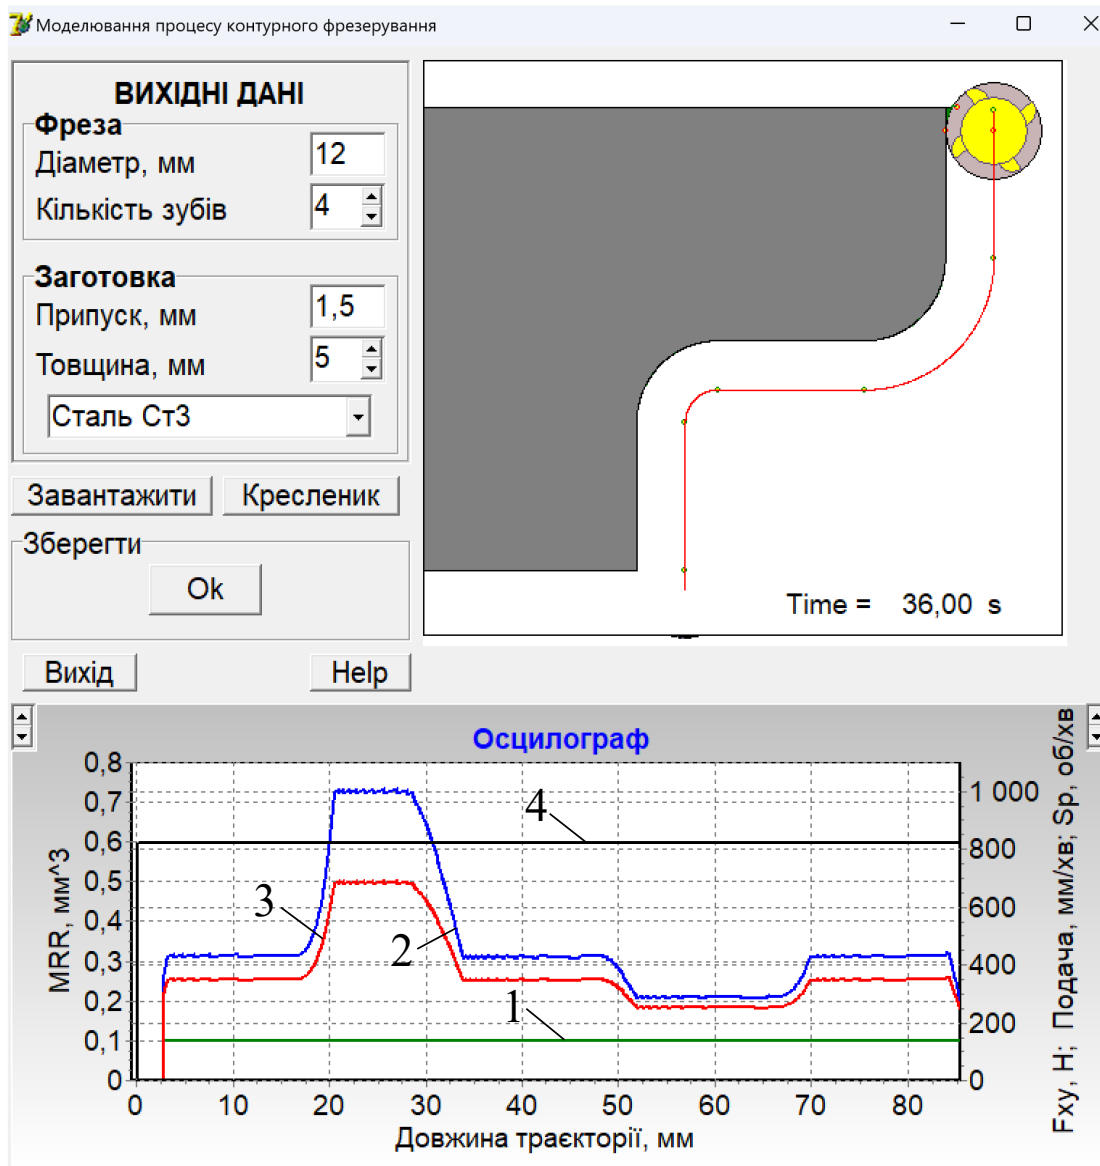 Моделювання процесу контурного фрезерування
ВИХІДНІ ДАНІ
Фреза
Діаметр, мм 12
Кількість зубів 4
Заготовка
Припуск, мм 1,5
Товщина, мм 5
Сталь Ст3
Завантажити Кресленик
Зберегти
Ok
Вихід Help
Time = 36,00 s
Осцилограф
MRR, мм^3
0,8
0,7
0,6
0,5
0,4
0,3
0,2
0,1
0
1 000
800
600
400
200
0
Fxy, Н; Подача, мм/хв; Sp, об/хв
4
3
2
1
0 10 20 30 40 50 60 70 80
Довжина траєкторії, мм